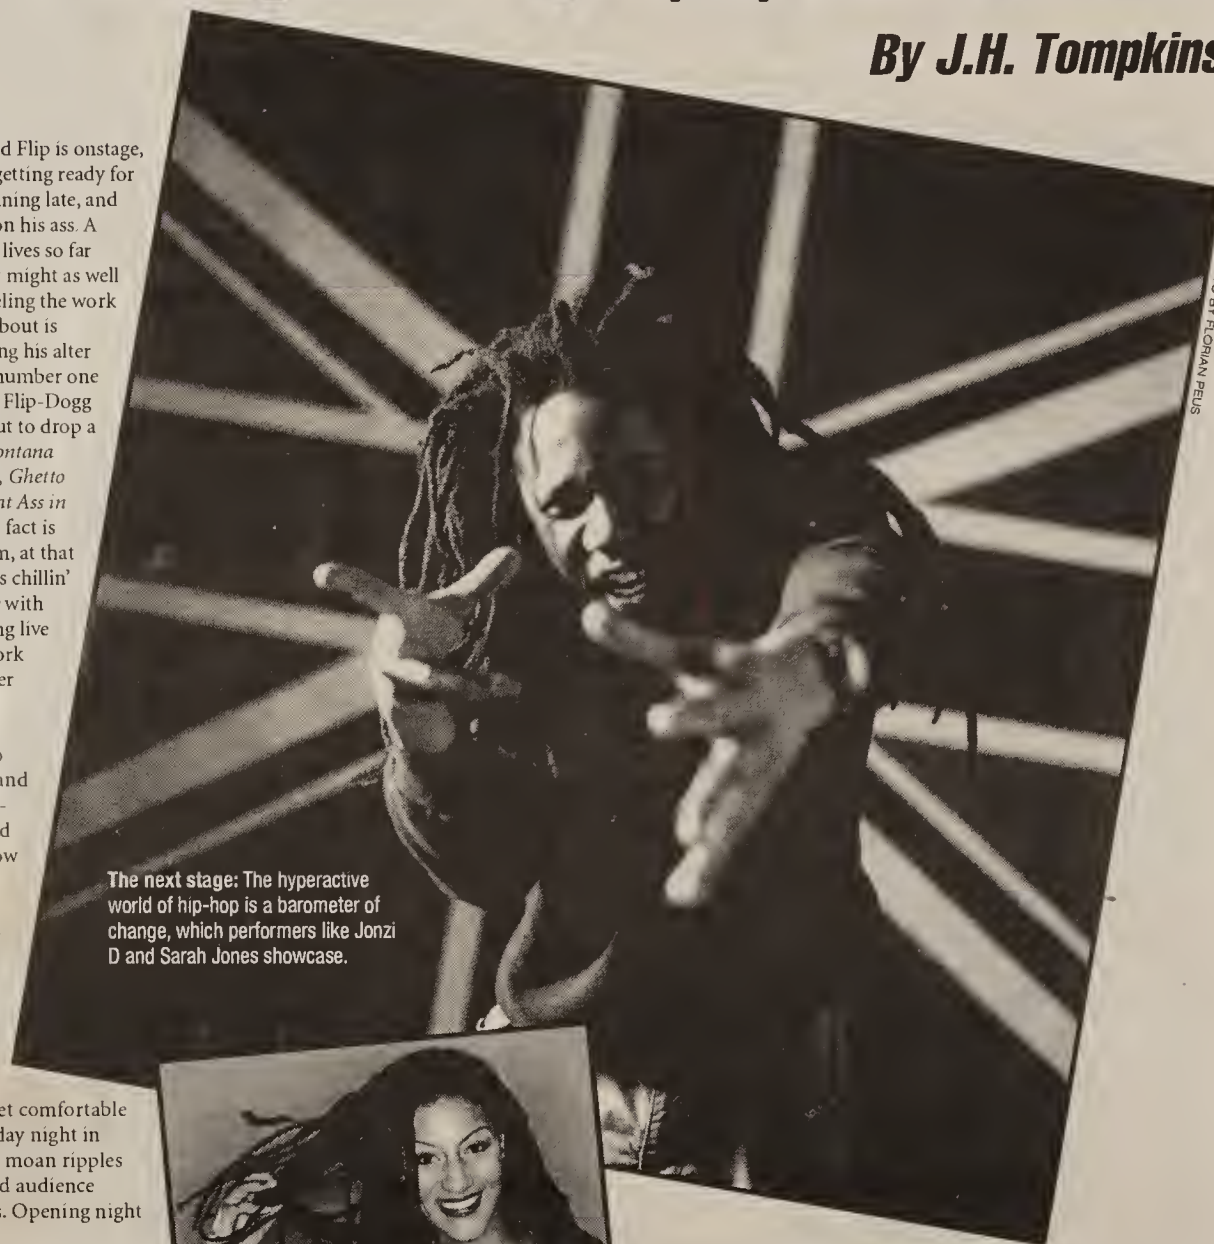 By J.H. Tompkins
d Flip is onstage,
getting ready for
ning late, and
on his ass. A
lives so far
might as well
ling the work
bout is
ng his alter
number one
Flip-Dogg
ut to drop a
ontana
, Ghetto
at Ass in
fact is
n, at that
s chillin'
with
ng live
ork
er
and
d
ow
BY FLORIAN PEUS
The next stage: The hyperactive
world of hip-hop is a barometer of
change, which performers like Jonzi
D and Sarah Jones showcase.
et comfortable
day night in
moan ripples
d audience
s. Opening night